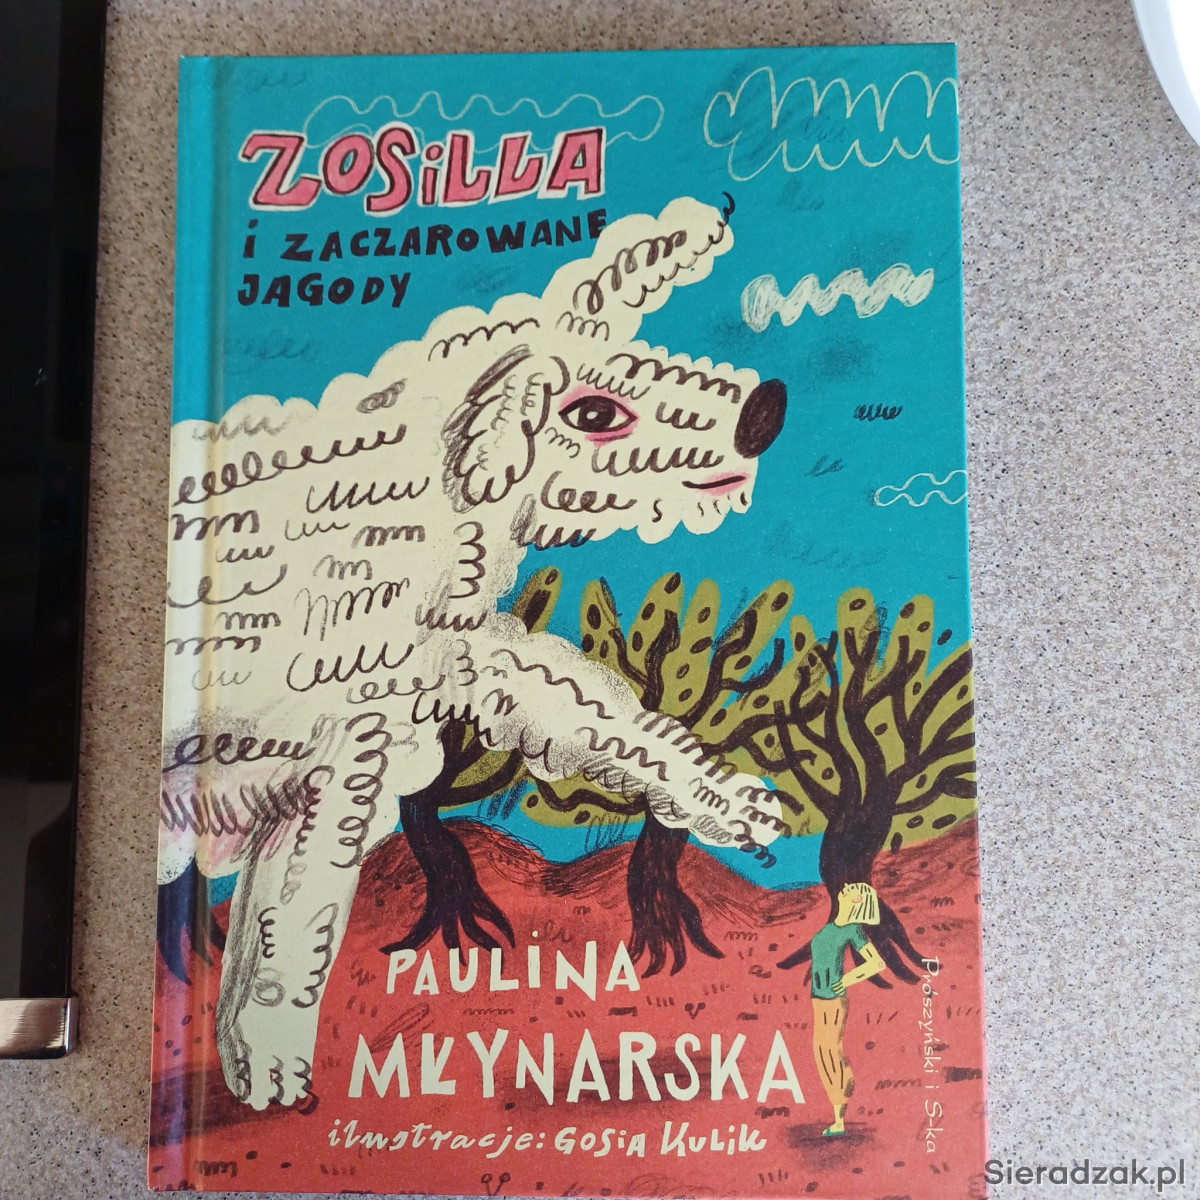 ZOSiLLA
i ZACZAROWANE
JAGODY
PAULiNA
MŁYNARSKA
ilustracje: GOSiA KULiK
Prószyński i S-ka
Sieradzak.pl